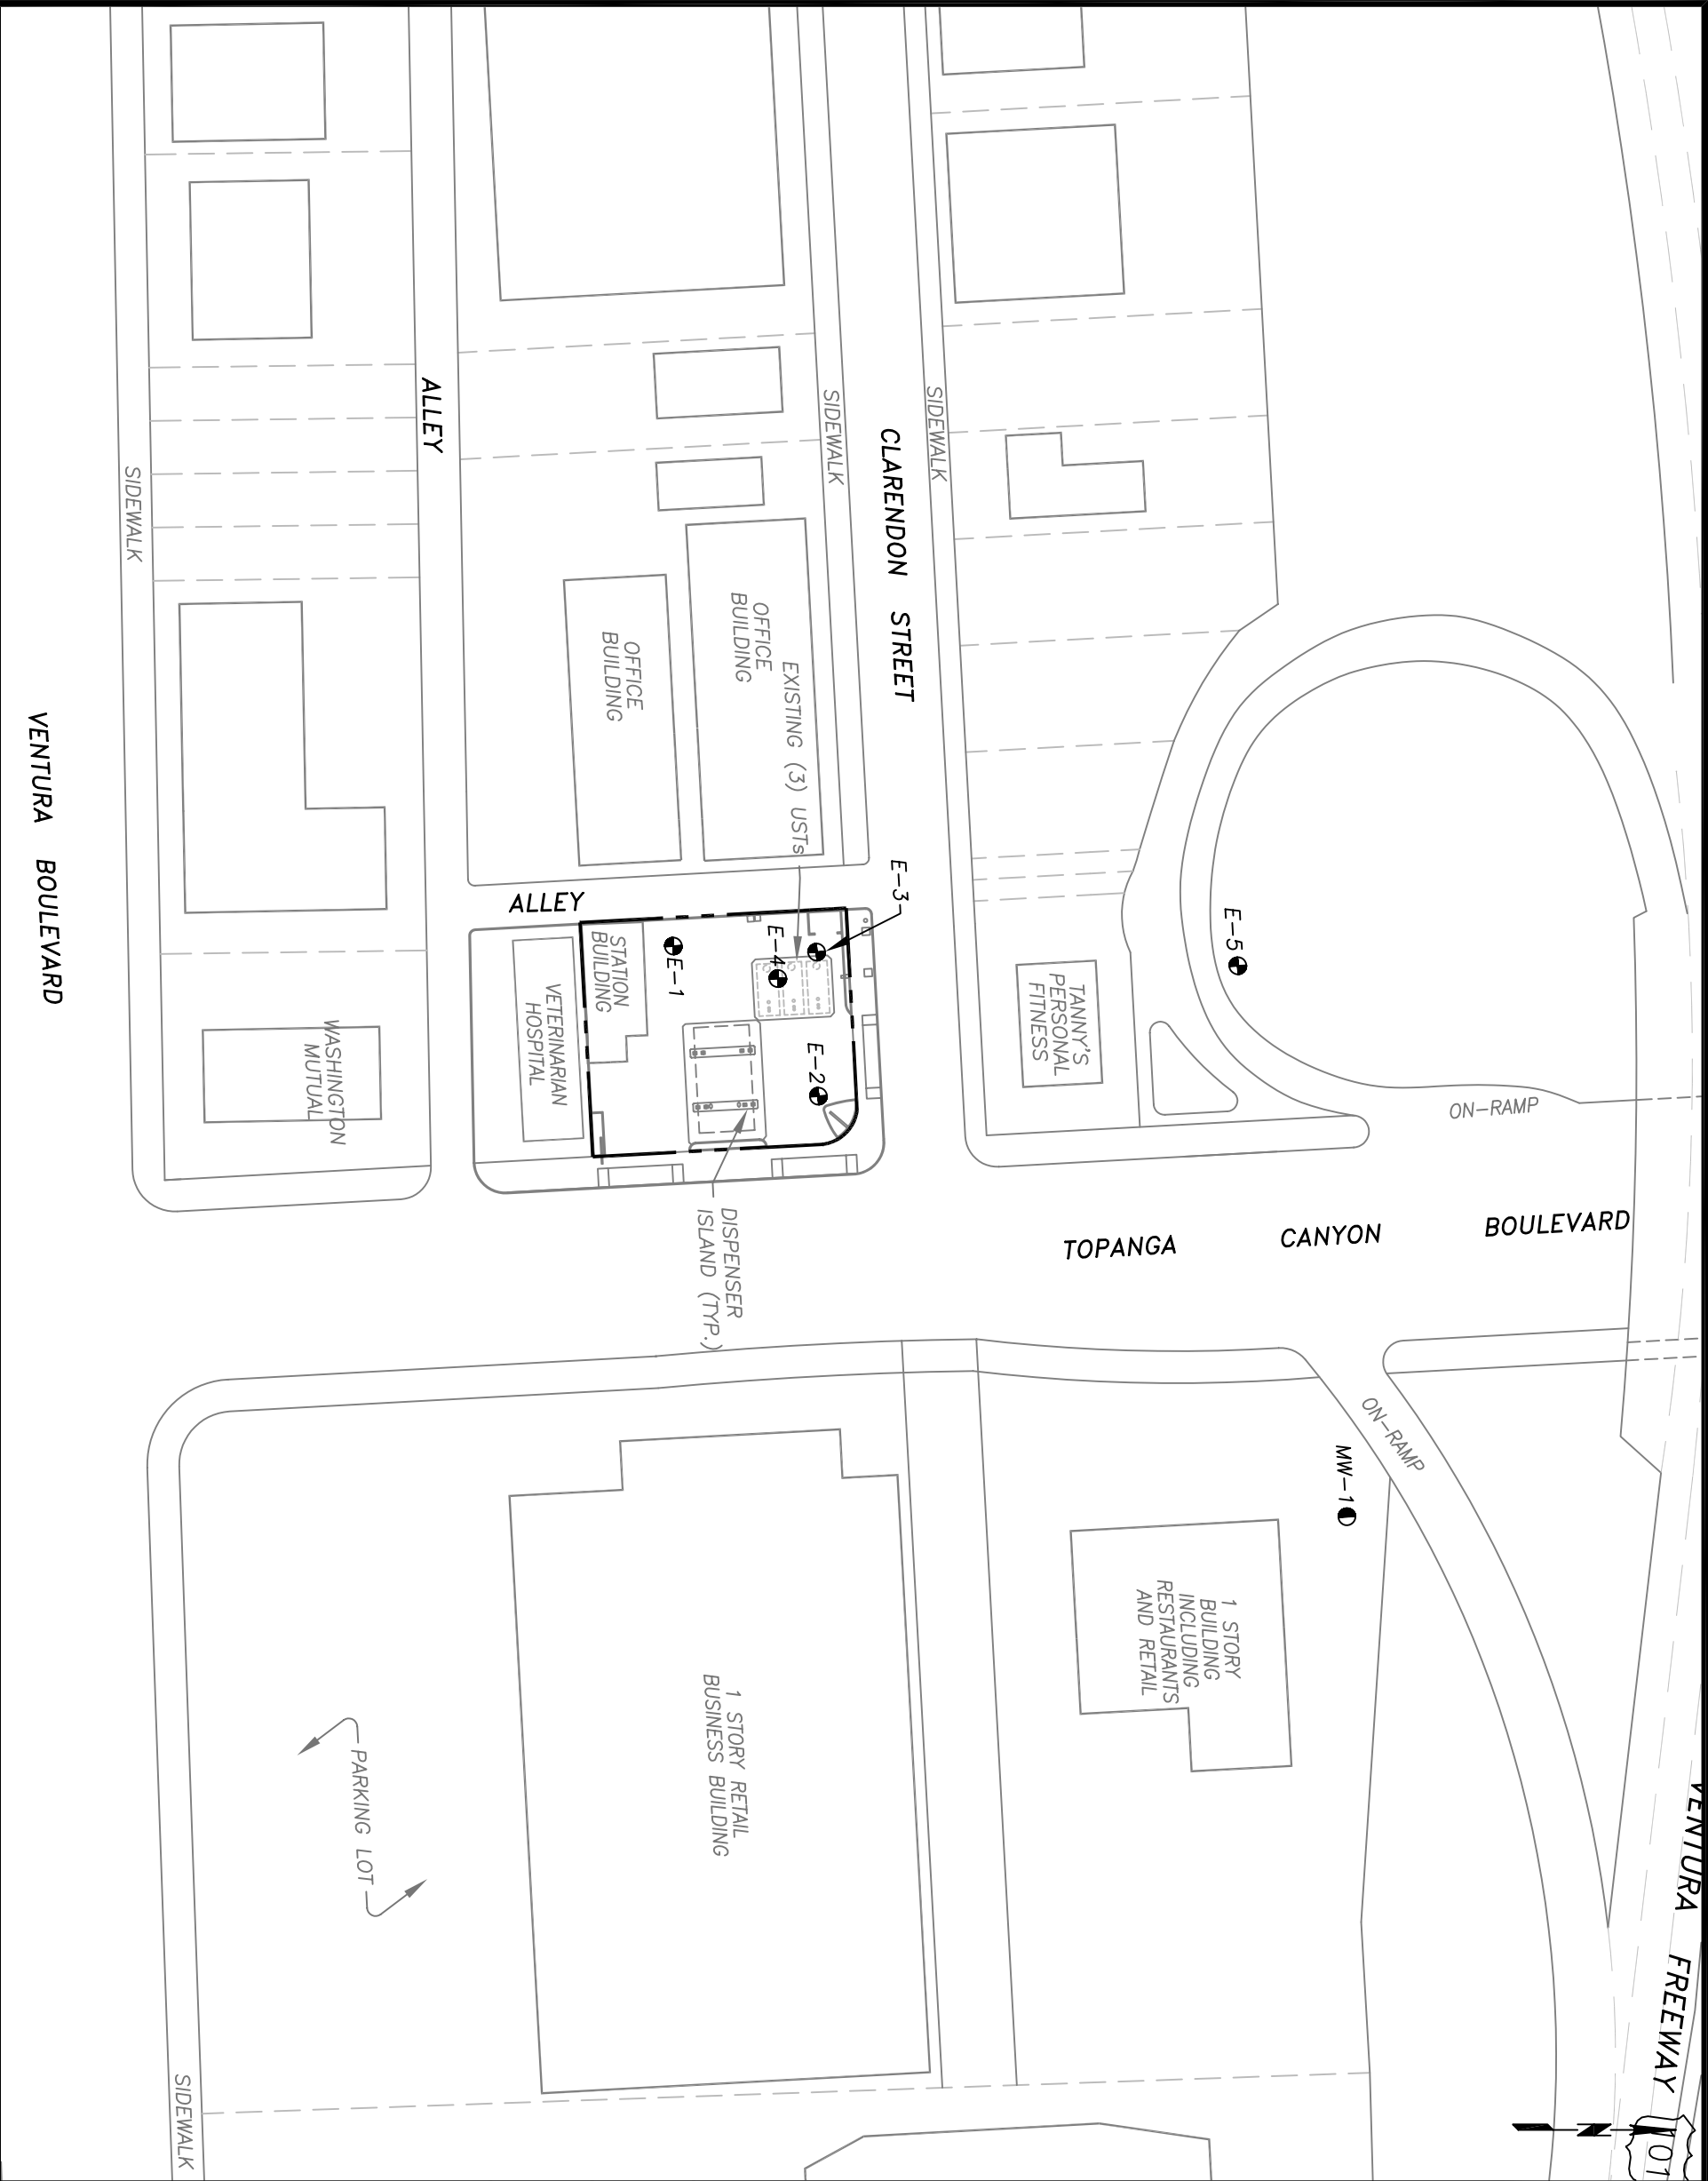 VENTURA FREEWAY
101
N
ON-RAMP
ON-RAMP
TOPANGA CANYON BOULEVARD
MW-1
E-5
1 STORY
BUILDING
INCLUDING
RESTAURANTS
AND RETAIL
TANNY'S
PERSONAL
FITNESS
SIDEWALK
CLARENDON STREET
SIDEWALK
E-3
EXISTING (3) USTs
OFFICE
BUILDING
OFFICE
BUILDING
E-2
E-4
E-1
STATION
BUILDING
VETERINARIAN
HOSPITAL
DISPENSER
ISLAND (TYP.)
1 STORY RETAIL
BUSINESS BUILDING
ALLEY
ALLEY
WASHINGTON
MUTUAL
PARKING LOT
SIDEWALK
SIDEWALK
VENTURA BOULEVARD